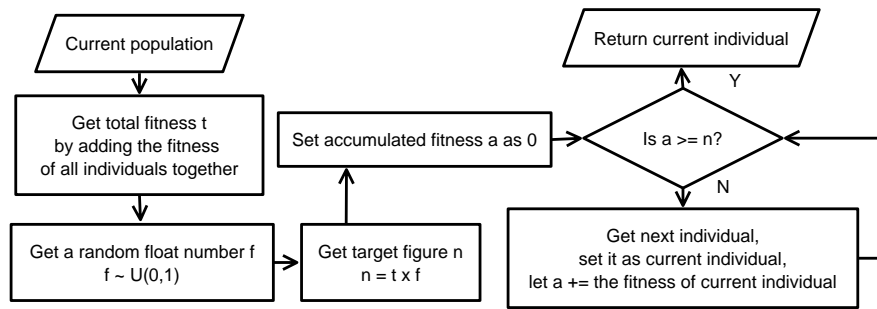 Current population
Get total fitness t
by adding the fitness
of all individuals together
Get a random float number f
f ~ U(0,1)
Get target figure n
n = t x f
Set accumulated fitness a as 0
Is a >= n?
Y
Return current individual
N
Get next individual,
set it as current individual,
let a += the fitness of current individual